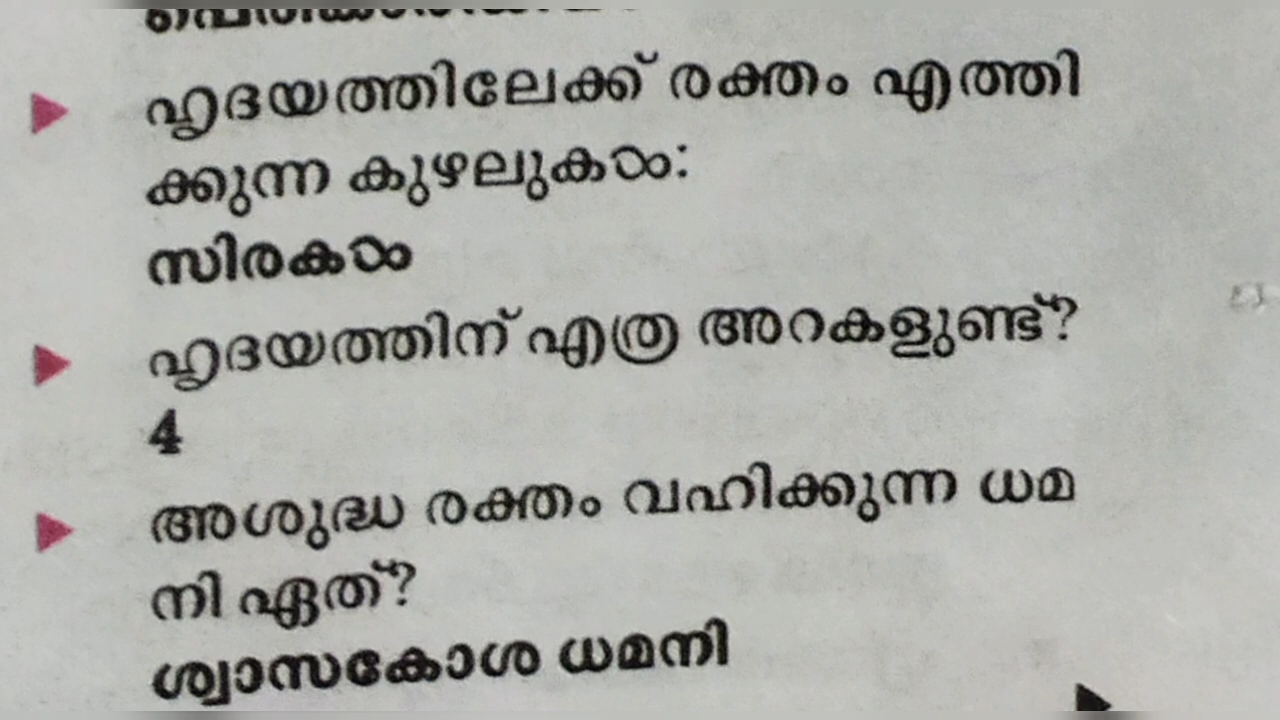 ഹൃദയത്തിലേക്ക് രക്തം എത്തി
ക്കുന്ന കുഴലുകൾ:
സിരകൾ
ഹൃദയത്തിന് എത്ര അറകളുണ്ട്?
4
അശുദ്ധ രക്തം വഹിക്കുന്ന ധമ
നി ഏത്?
ശ്വാസകോശ ധമനി